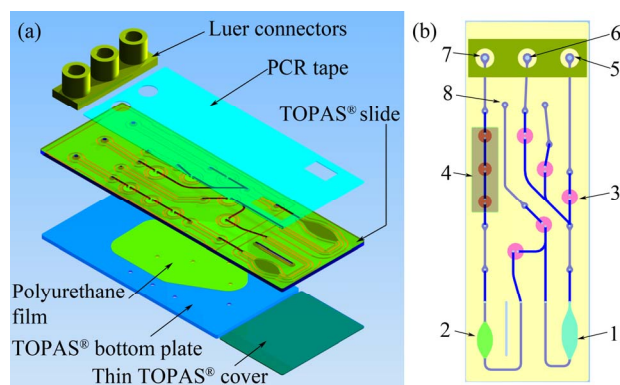 (a)
Luer connectors
PCR tape
TOPAS® slide
Polyurethane
film
TOPAS® bottom plate
Thin TOPAS® cover
(b)
7
6
5
8
4
3
2
1